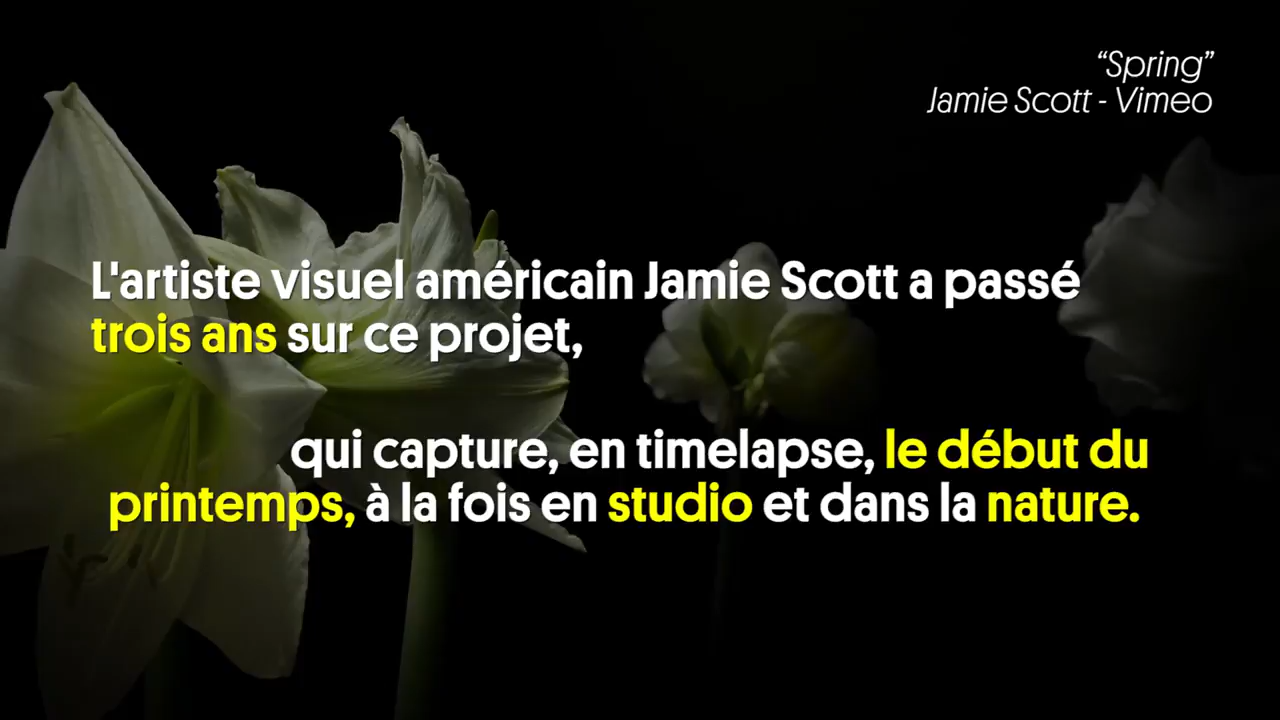 “Spring”
Jamie Scott - Vimeo
L'artiste visuel américain Jamie Scott a passé
trois ans sur ce projet,
qui capture, en timelapse, le début du
printemps, à la fois en studio et dans la nature.